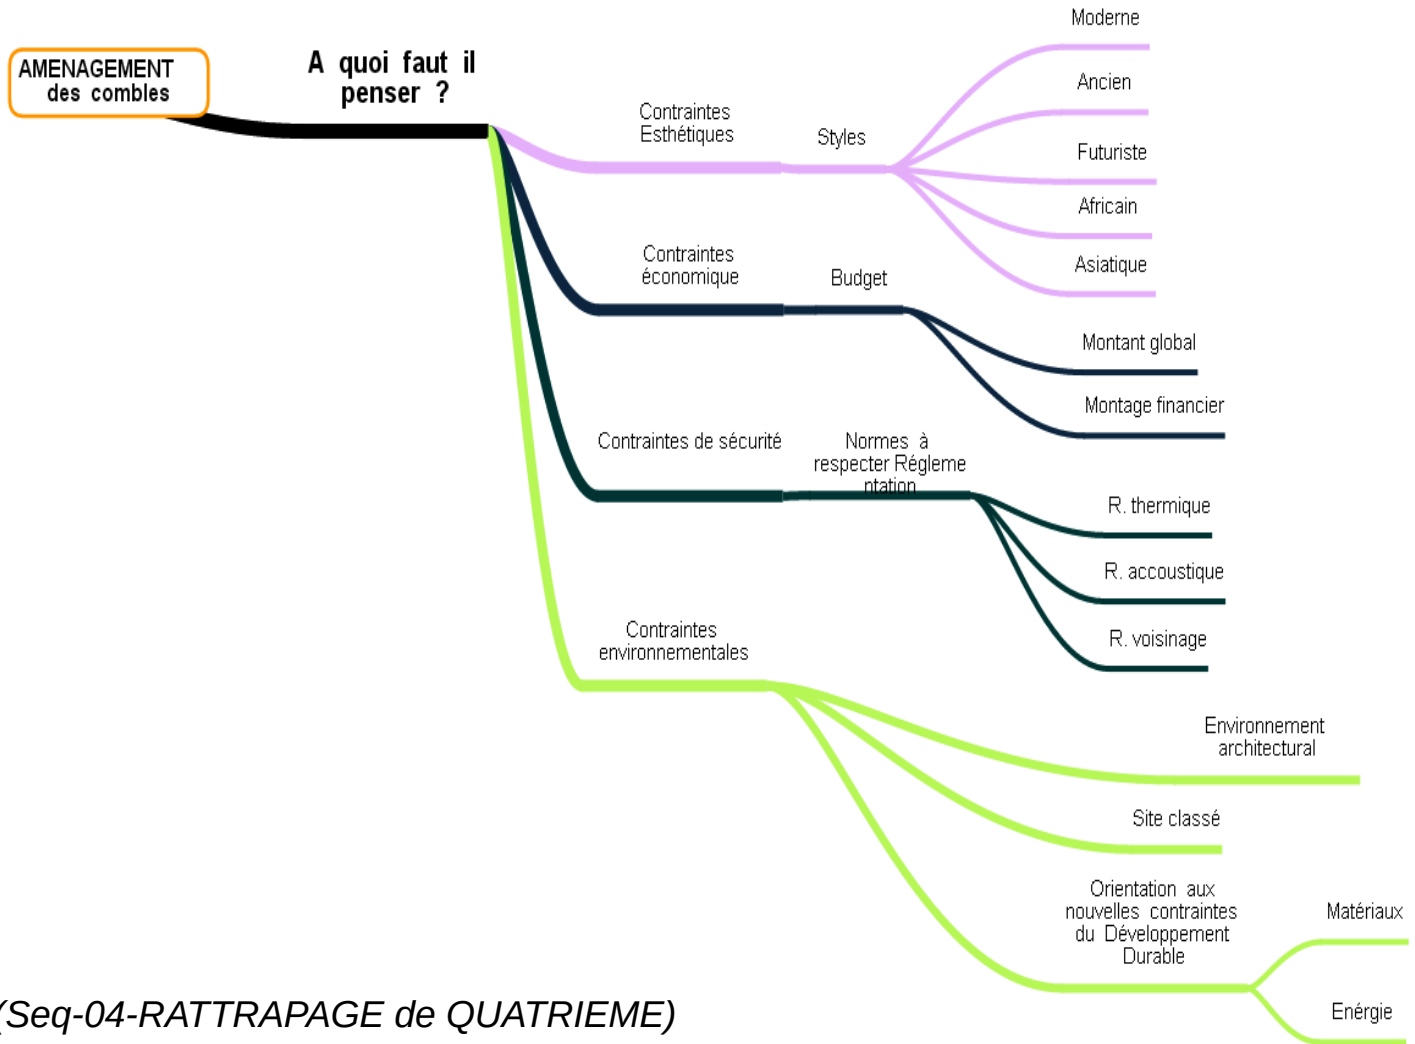 AMENAGEMENT
des combles
A quoi faut il
penser ?
Contraintes
Esthétiques
Styles
Moderne
Ancien
Futuriste
Africain
Asiatique
Contraintes
économique
Budget
Montant global
Montage financier
Contraintes de sécurité
Normes à
respecter Régleme
ntation
R. thermique
R. accoustique
R. voisinage
Contraintes
environnementales
Environnement
architectural
Site classé
Orientation aux
nouvelles contraintes
du Développement
Durable
Matériaux
Enérgie
(Seq-04-RATTRAPAGE de QUATRIEME)